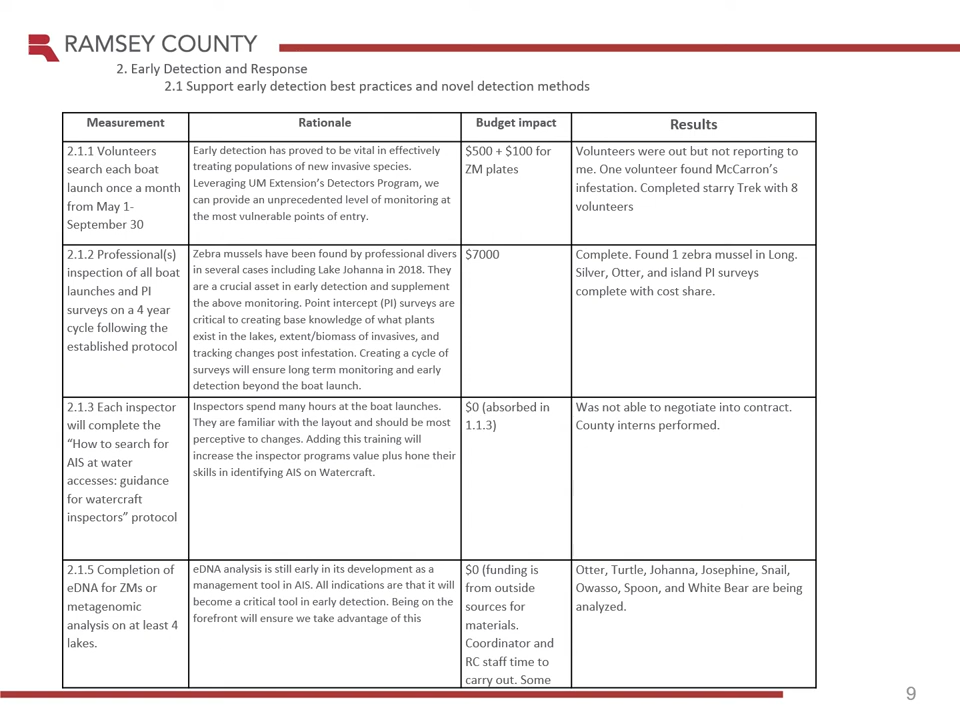 RAMSEY COUNTY
2. Early Detection and Response
2.1 Support early detection best practices and novel detection methods
Measurement
Rationale
Budget impact
Results
2.1.1 Volunteers
search each boat
launch once a month
from May 1-
September 30
Early detection has proved to be vital in effectively
treating populations of new invasive species.
Leveraging UM Extension's Detectors Program, we
can provide an unprecedented level of monitoring at
the most vulnerable points of entry.
$500 + $100 for
ZM plates
Volunteers were out but not reporting to
me. One volunteer found McCarron's
infestation. Completed starry Trek with 8
volunteers
2.1.2 Professional(s)
inspection of all boat
launches and PI
surveys on a 4 year
cycle following the
established protocol
Zebra mussels have been found by professional divers
in several cases including Lake Johanna in 2018. They
are a crucial asset in early detection and supplement
the above monitoring. Point intercept (PI) surveys are
critical to creating base knowledge of what plants
exist in the lakes, extent/biomass of invasives, and
tracking changes post infestation. Creating a cycle of
surveys will ensure long term monitoring and early
detection beyond the boat launch.
$7000
Complete. Found 1 zebra mussel in Long.
Silver, Otter, and island PI surveys
complete with cost share.
2.1.3 Each inspector
will complete the
“How to search for
AIS at water
accesses: guidance
for watercraft
inspectors” protocol
Inspectors spend many hours at the boat launches.
They are familiar with the layout and should be most
perceptive to changes. Adding this training will
increase the inspector programs value plus hone their
skills in identifying AIS on Watercraft.
$0 (absorbed in
1.1.3)
Was not able to negotiate into contract.
County interns performed.
2.1.5 Completion of
eDNA for ZMs or
metagenomic
analysis on at least 4
lakes.
eDNA analysis is still early in its development as a
management tool in AIS. All indications are that it will
become a critical tool in early detection. Being on the
forefront will ensure we take advantage of this
$0 (funding is
from outside
sources for
materials.
Coordinator and
RC staff time to
carry out. Some
Otter, Turtle, Johanna, Josephine, Snail,
Owasso, Spoon, and White Bear are being
analyzed.
9